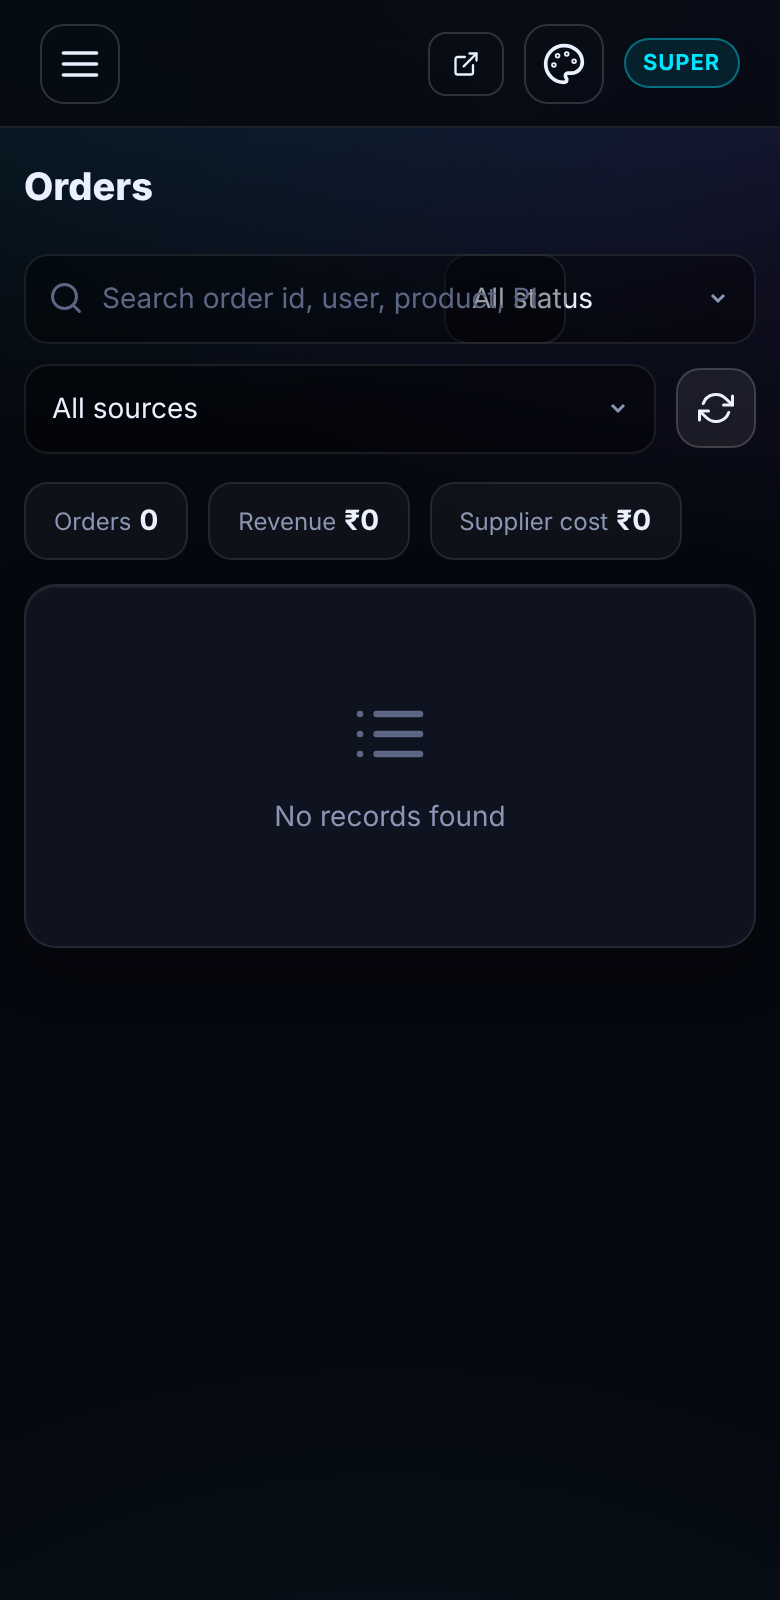 SUPER
Orders
Search order id, user, product, All status
All sources
Orders 0 Revenue ₹0 Supplier cost ₹0
No records found